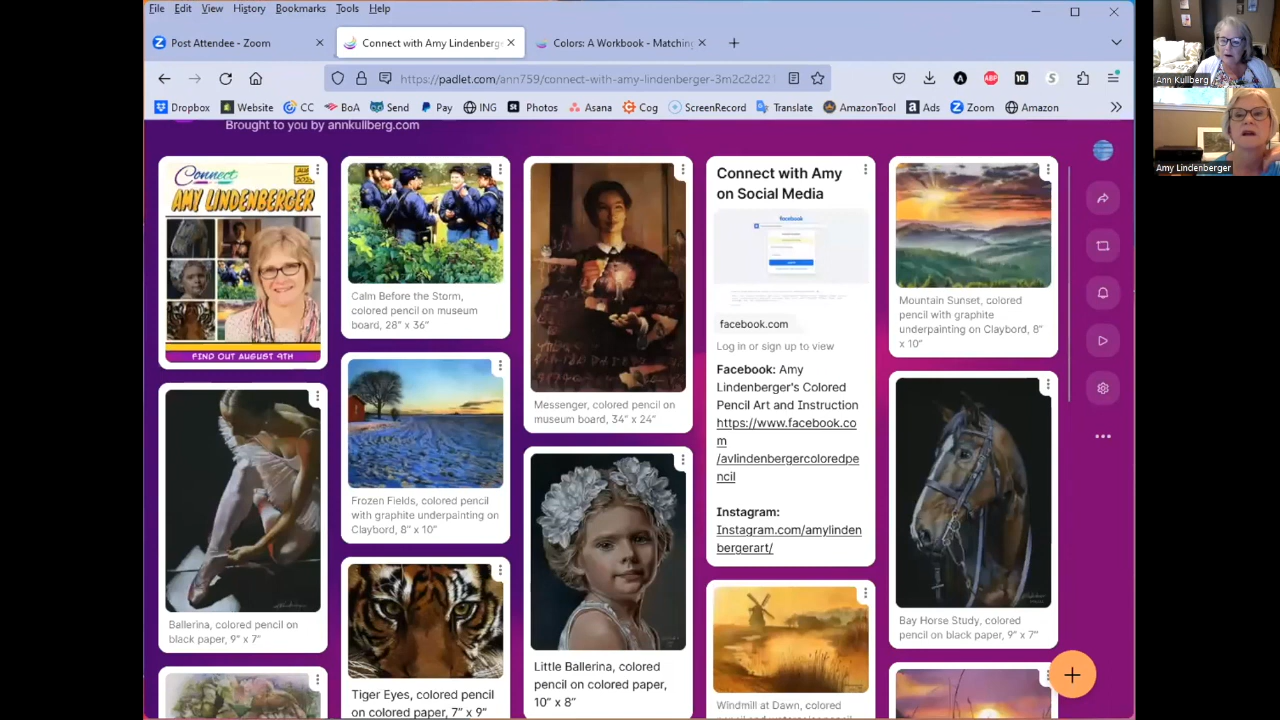 File Edit View History Bookmarks Tools Help
Post Attendee - Zoom
Connect with Amy Lindenberge
Colors: A Workbook - Matching
https://padlet.com/ann759/connect-with-amy-lindenberger-3m2c2d221
Dropbox Website CC BoA Send Pay ING Photos Asana Cog ScreenRecord Translate AmazonTool Ads Zoom Amazon
Brought to you by annkullberg.com
Connect
AMY LINDENBERGER
FIND OUT AUGUST 9TH
Ballerina, colored pencil on
black paper, 9" x 7"
Calm Before the Storm,
colored pencil on museum
board, 28" x 36"
Frozen Fields, colored pencil
with graphite underpainting on
Claybord, 8" x 10"
Tiger Eyes, colored pencil
on colored paper, 7" x 9"
Messenger, colored pencil on
museum board, 34" x 24"
Little Ballerina, colored
pencil on colored paper,
10" x 8"
Connect with Amy
on Social Media
facebook
facebook.com
Log in or sign up to view
Facebook: Amy
Lindenberger's Colored
Pencil Art and Instruction
https://www.facebook.co
m
/avlindenbergercoloredpe
ncil
Instagram:
Instagram.com/amylinden
bergerart/
Windmill at Dawn, colored
Mountain Sunset, colored
pencil with graphite
underpainting on Claybord, 8"
x 10"
Bay Horse Study, colored
pencil on black paper, 9" x 7"
Ann Kullberg
Amy Lindenberger